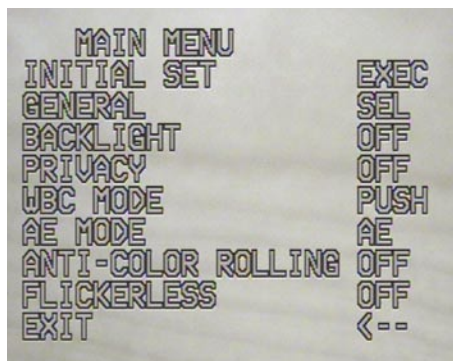 MAIN MENU
INITIAL SET EXEC
GENERAL SEL
BACKLIGHT OFF
PRIVACY OFF
WBC MODE PUSH
AE MODE AE
ANTI-COLOR ROLLING OFF
FLICKERLESS OFF
EXIT <--